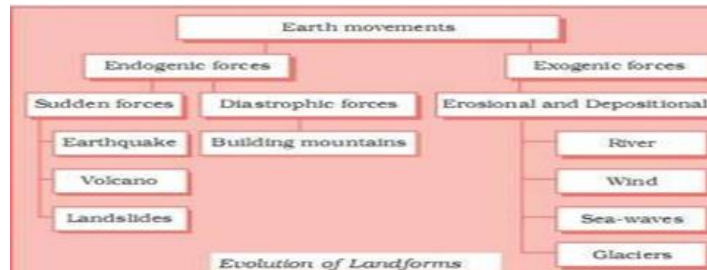 Earth movements
Endogenic forces
Exogenic forces
Sudden forces
Diastrophic forces
Erosional and Depositional
Earthquake
Building mountains
River
Volcano
Wind
Landslides
Sea-waves
Evolution of Landforms
Glaciers